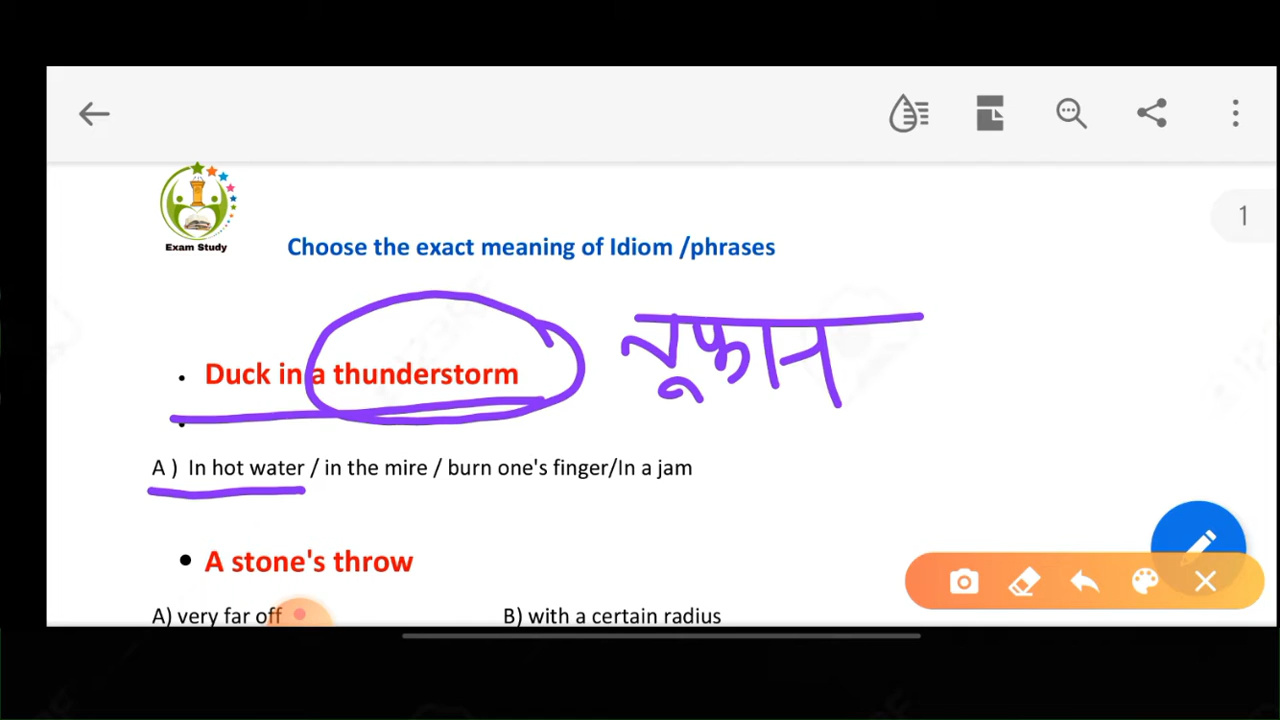 1
Exam Study
Choose the exact meaning of Idiom /phrases
तूफान
• Duck in a thunderstorm
•
A ) In hot water / in the mire / burn one's finger/In a jam
• A stone's throw
A) very far off B) with a certain radius